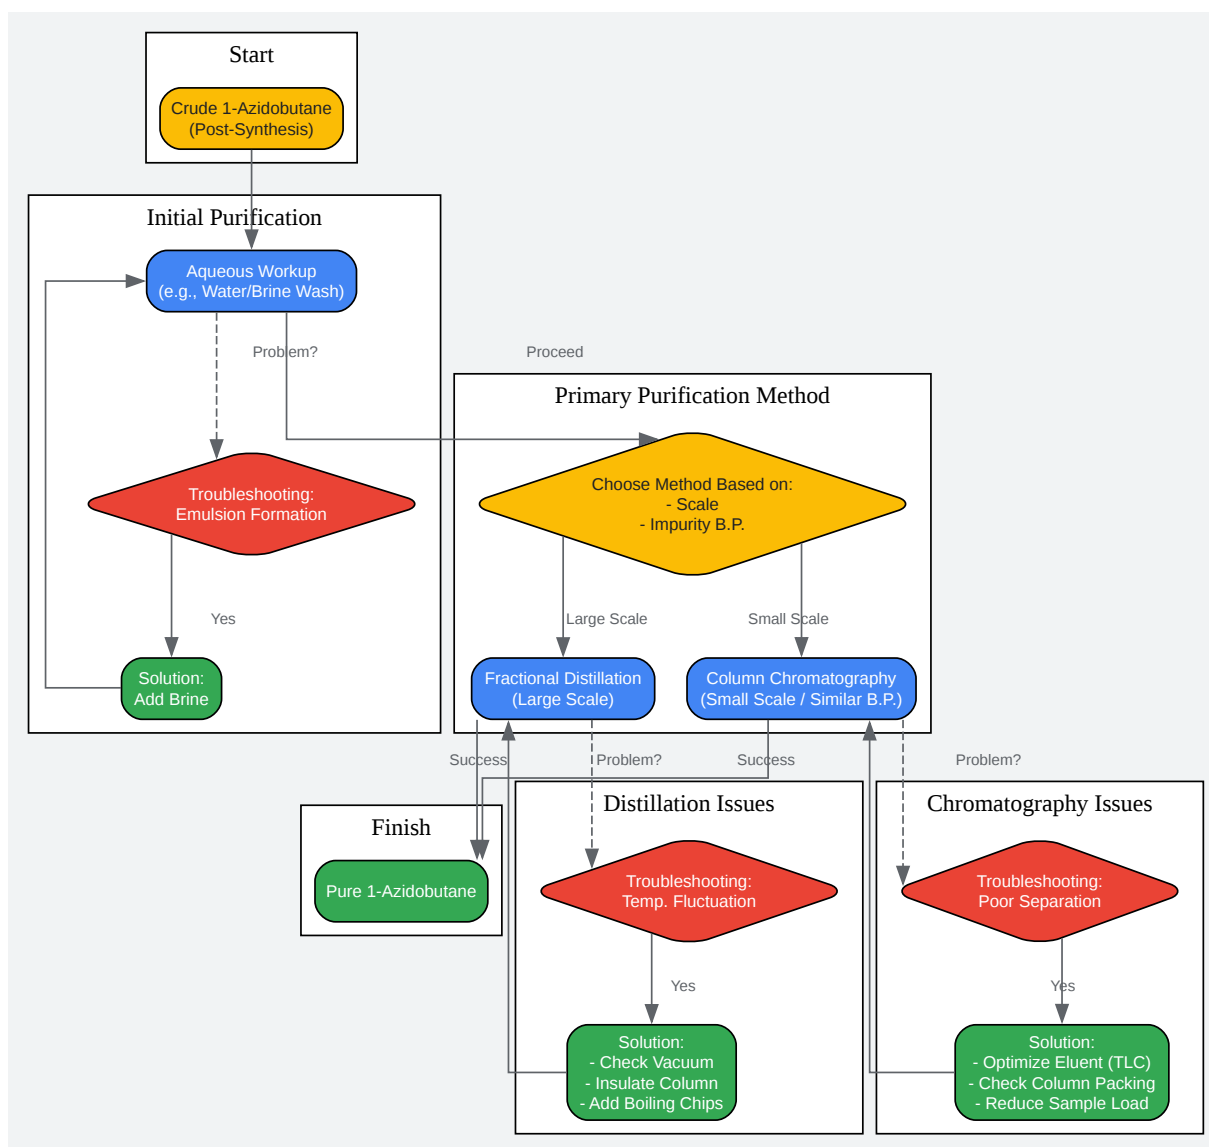 Start
Crude 1-Azidobutane
(Post-Synthesis)
Initial Purification
Aqueous Workup
(e.g., Water/Brine Wash)
Problem?
Proceed
Troubleshooting:
Emulsion Formation
Yes
Solution:
Add Brine
Primary Purification Method
Choose Method Based on:
- Scale
- Impurity B.P.
Large Scale
Small Scale
Fractional Distillation
(Large Scale)
Column Chromatography
(Small Scale / Similar B.P.)
Success
Problem?
Success
Problem?
Finish
Pure 1-Azidobutane
Distillation Issues
Troubleshooting:
Temp. Fluctuation
Yes
Solution:
- Check Vacuum
- Insulate Column
- Add Boiling Chips
Chromatography Issues
Troubleshooting:
Poor Separation
Yes
Solution:
- Optimize Eluent (TLC)
- Check Column Packing
- Reduce Sample Load